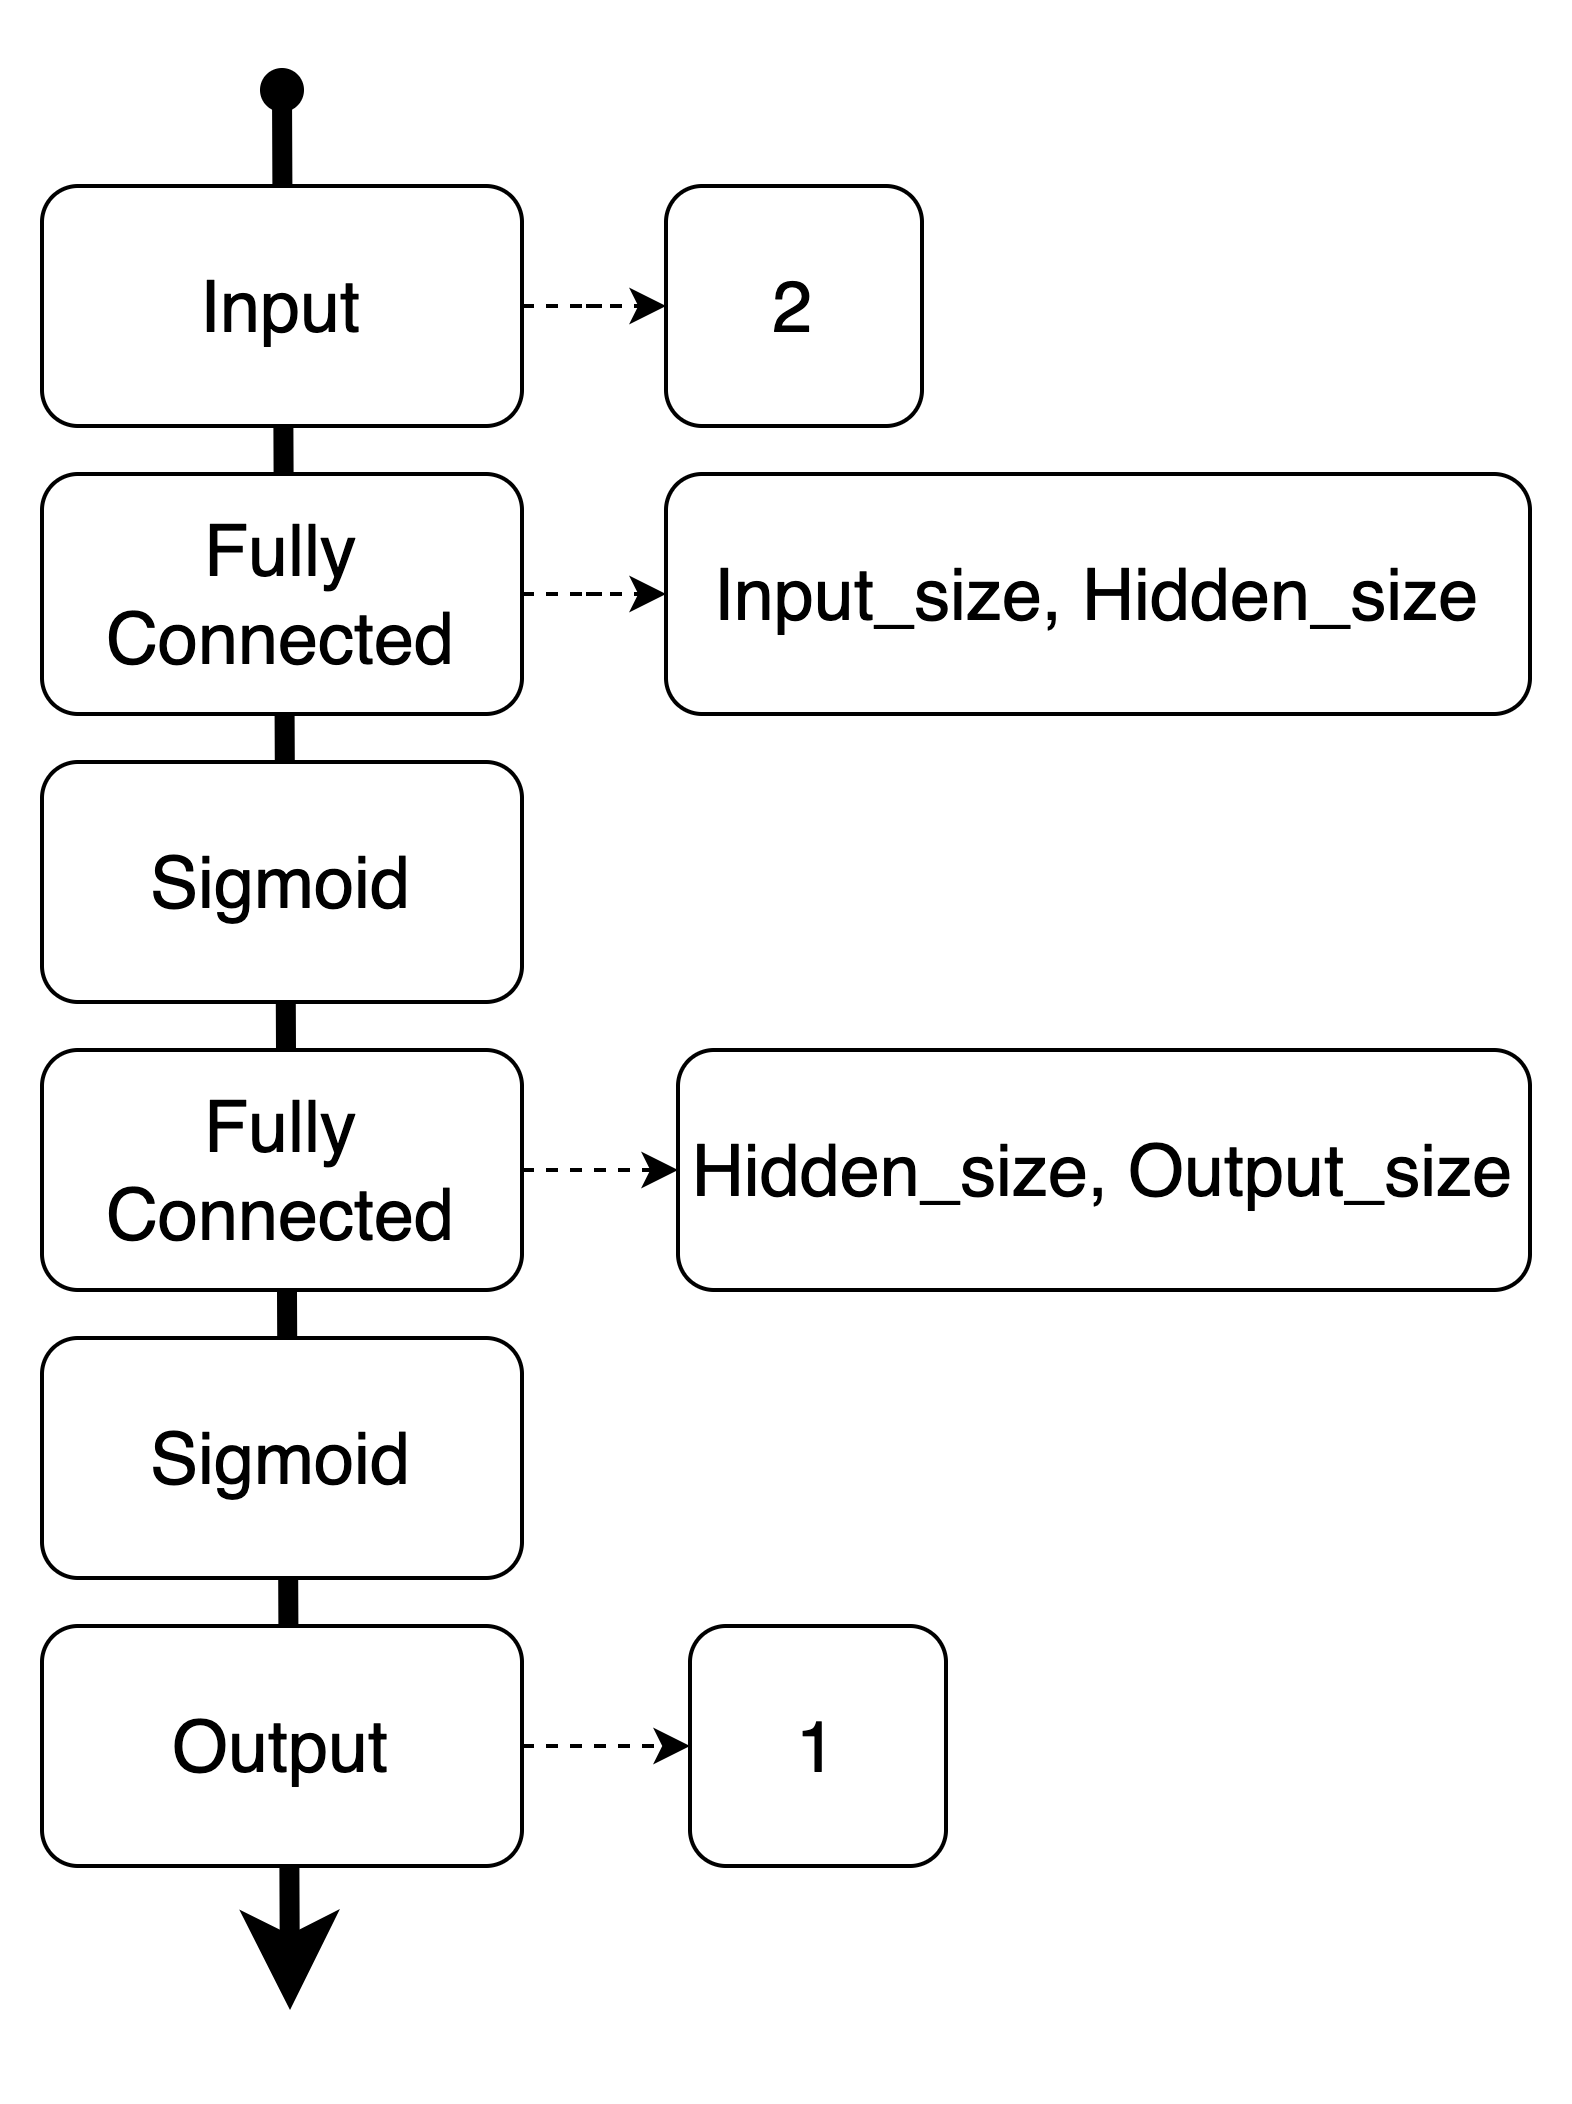 Input
2
Fully
Connected
Input_size, Hidden_size
Sigmoid
Fully
Connected
Hidden_size, Output_size
Sigmoid
Output
1